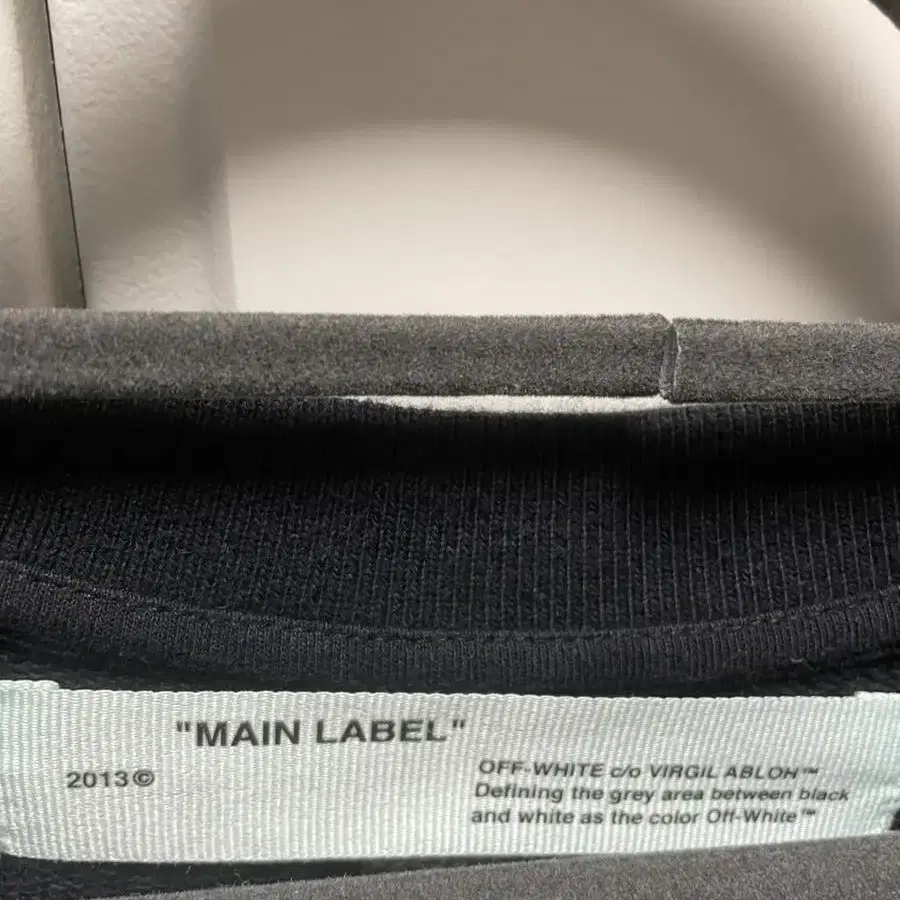 "MAIN LABEL"
2013©
OFF-WHITE c/o VIRGIL ABLOH™
Defining the grey area between black
and white as the color Off-White™